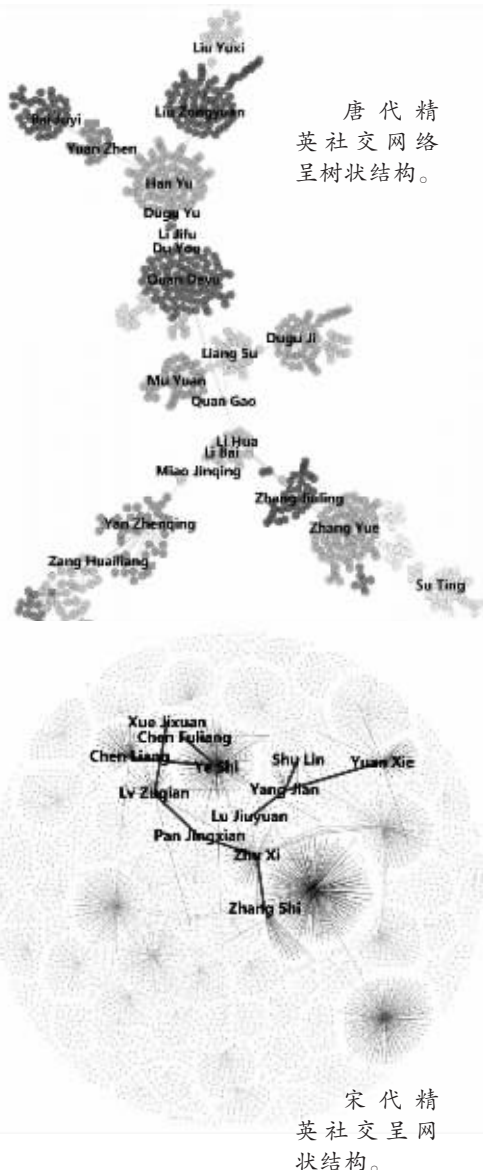 Liu Yuxi
Liu Zongyuan
Bai Juyi
Yuan Zhen
唐代精
英社交网络
呈树状结构。
Han Yu
Dugu Yu
Li Jifu
Du You
Quan Deyu
Dugu Ji
Liang Su
Mu Yuan
Quan Gao
Li Hua
Li Bai
Miao Jinqing
Zhang Jiuling
Yan Zhenqing
Zhang Yue
Zang Huailiang
Su Ting
Xue Jixuan
Chen Fuliang
Chen Liang
Ye Shi
Shu Lin
Yuan Xie
Yang Jian
Lv Zuqian
Lu Jiuyuan
Pan Jingxian
Zhu Xi
Zhang Shi
宋代精
英社交呈网
状结构。